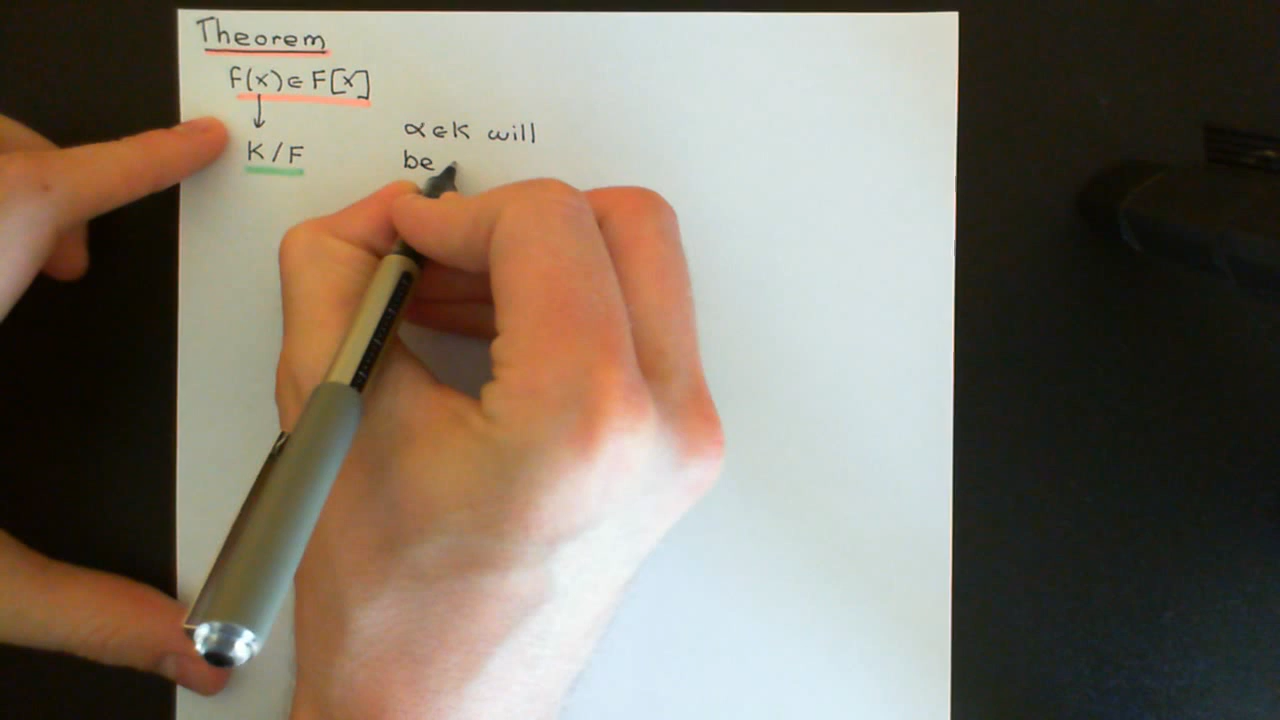 Theorem
f(x)∈F[x]
↓
K/F
α∈K will
be